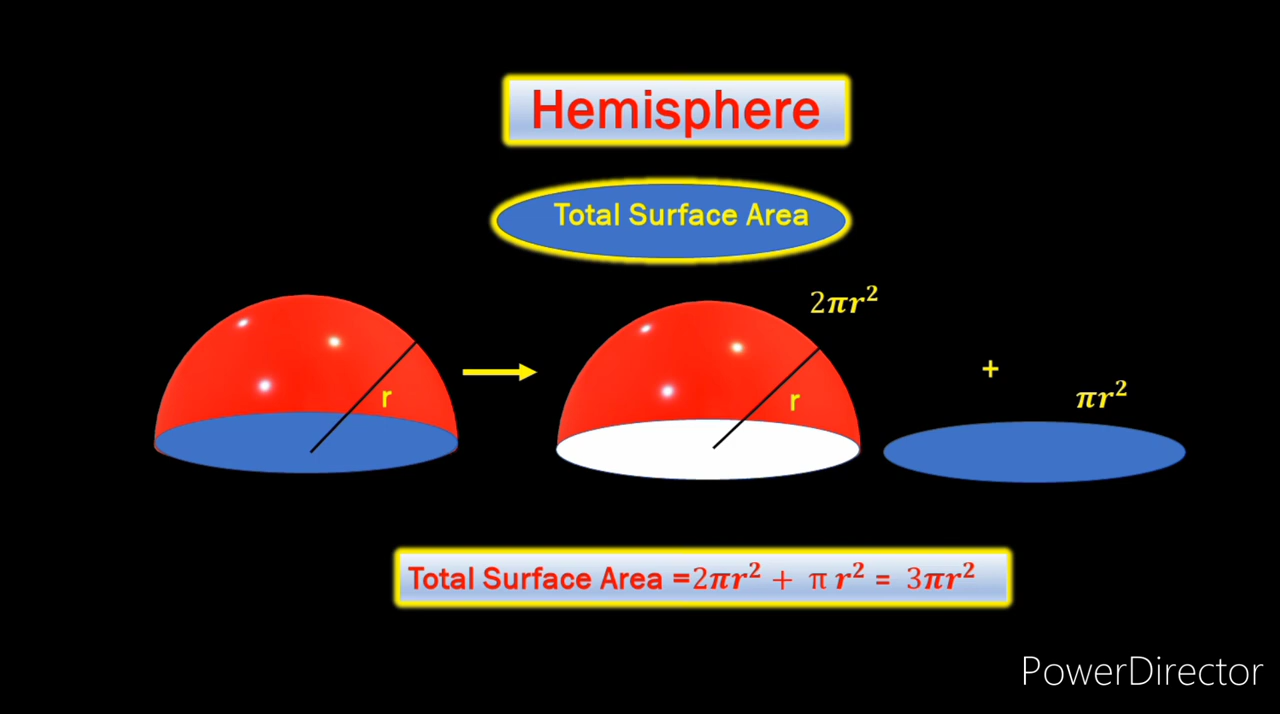 Hemisphere
Total Surface Area
2πr²
r
r
+
πr²
Total Surface Area =2πr² + π r² = 3πr²
PowerDirector